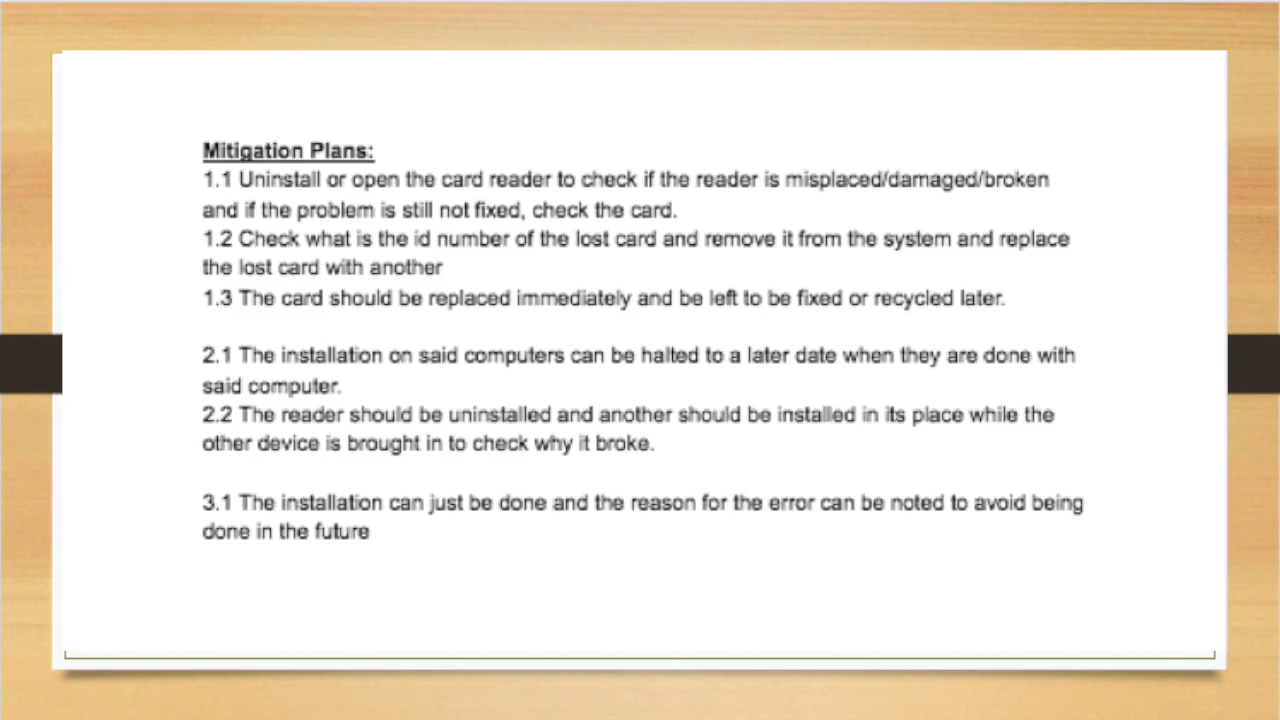 Mitigation Plans:
1.1 Uninstall or open the card reader to check if the reader is misplaced/damaged/broken
and if the problem is still not fixed, check the card.
1.2 Check what is the id number of the lost card and remove it from the system and replace
the lost card with another
1.3 The card should be replaced immediately and be left to be fixed or recycled later.
2.1 The installation on said computers can be halted to a later date when they are done with
said computer.
2.2 The reader should be uninstalled and another should be installed in its place while the
other device is brought in to check why it broke.
3.1 The installation can just be done and the reason for the error can be noted to avoid being
done in the future